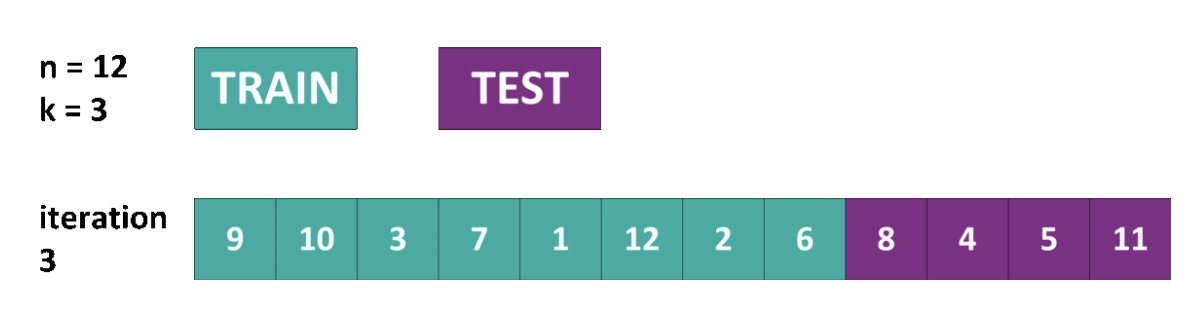 n = 12
k = 3
TRAIN
TEST
iteration
3
9 10 3 7 1 12 2 6 8 4 5 11